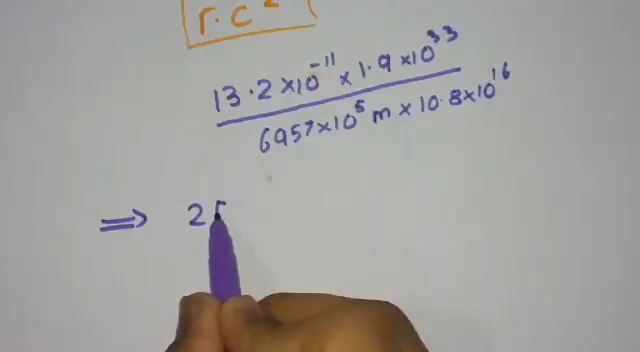 r.c²
13.2×10⁻¹¹ × 1.9×10³³
6957×10⁵ m × 10.8×10¹⁶
⟹ 2